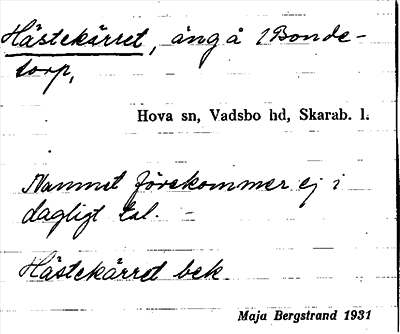 Hästekärret, äng å Bonde-
torp,
Hova sn, Vadsbo hd, Skarab. l.
Namnet förekommer ej i
dagligt tal. -
Hästekärret bek.
Maja Bergstrand 1931